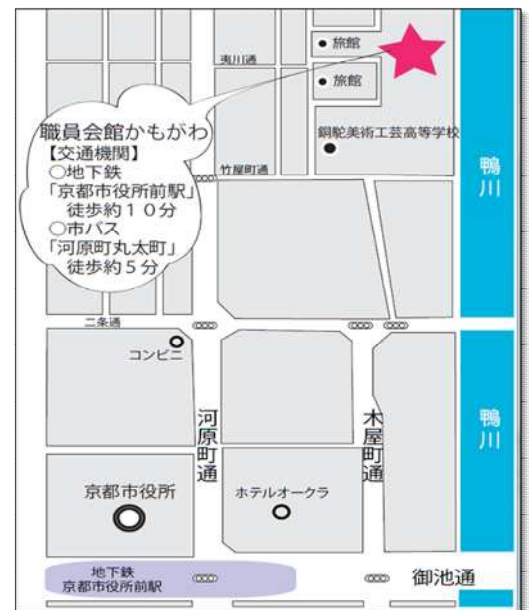 夷川通
旅館
旅館
職員会館かもがわ
【交通機関】
○地下鉄
「京都市役所前駅」
徒歩約１０分
○市バス
「河原町丸太町」
徒歩約５分
銅駝美術工芸高等学校
竹屋町通
鴨川
二条通
コンビニ
河原町通
木屋町通
鴨川
京都市役所
ホテルオークラ
地下鉄
京都市役所前駅
御池通